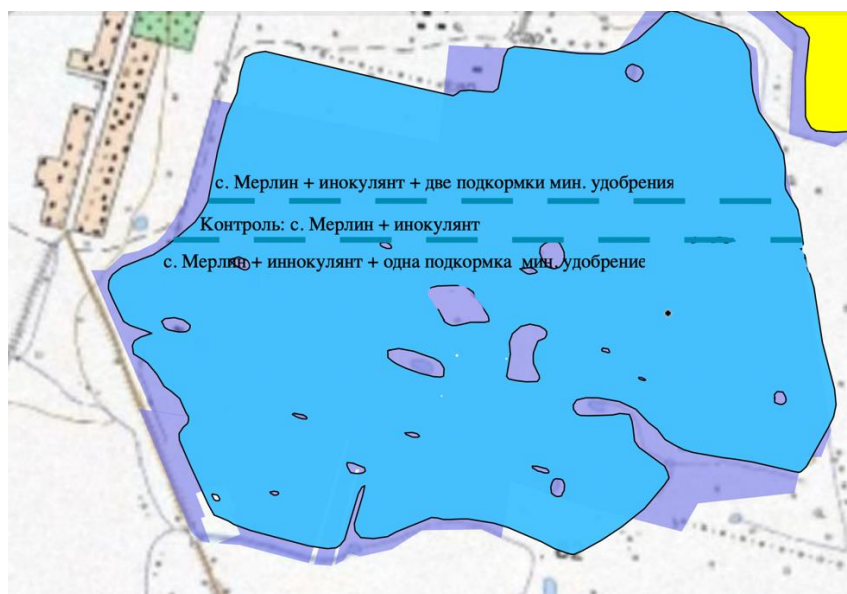 с. Мерлин + инокулянт + две подкормки мин. удобрения
Контроль: с. Мерлин + инокулянт
с. Мерлин + иннокулянт + одна подкормка мин. удобрение